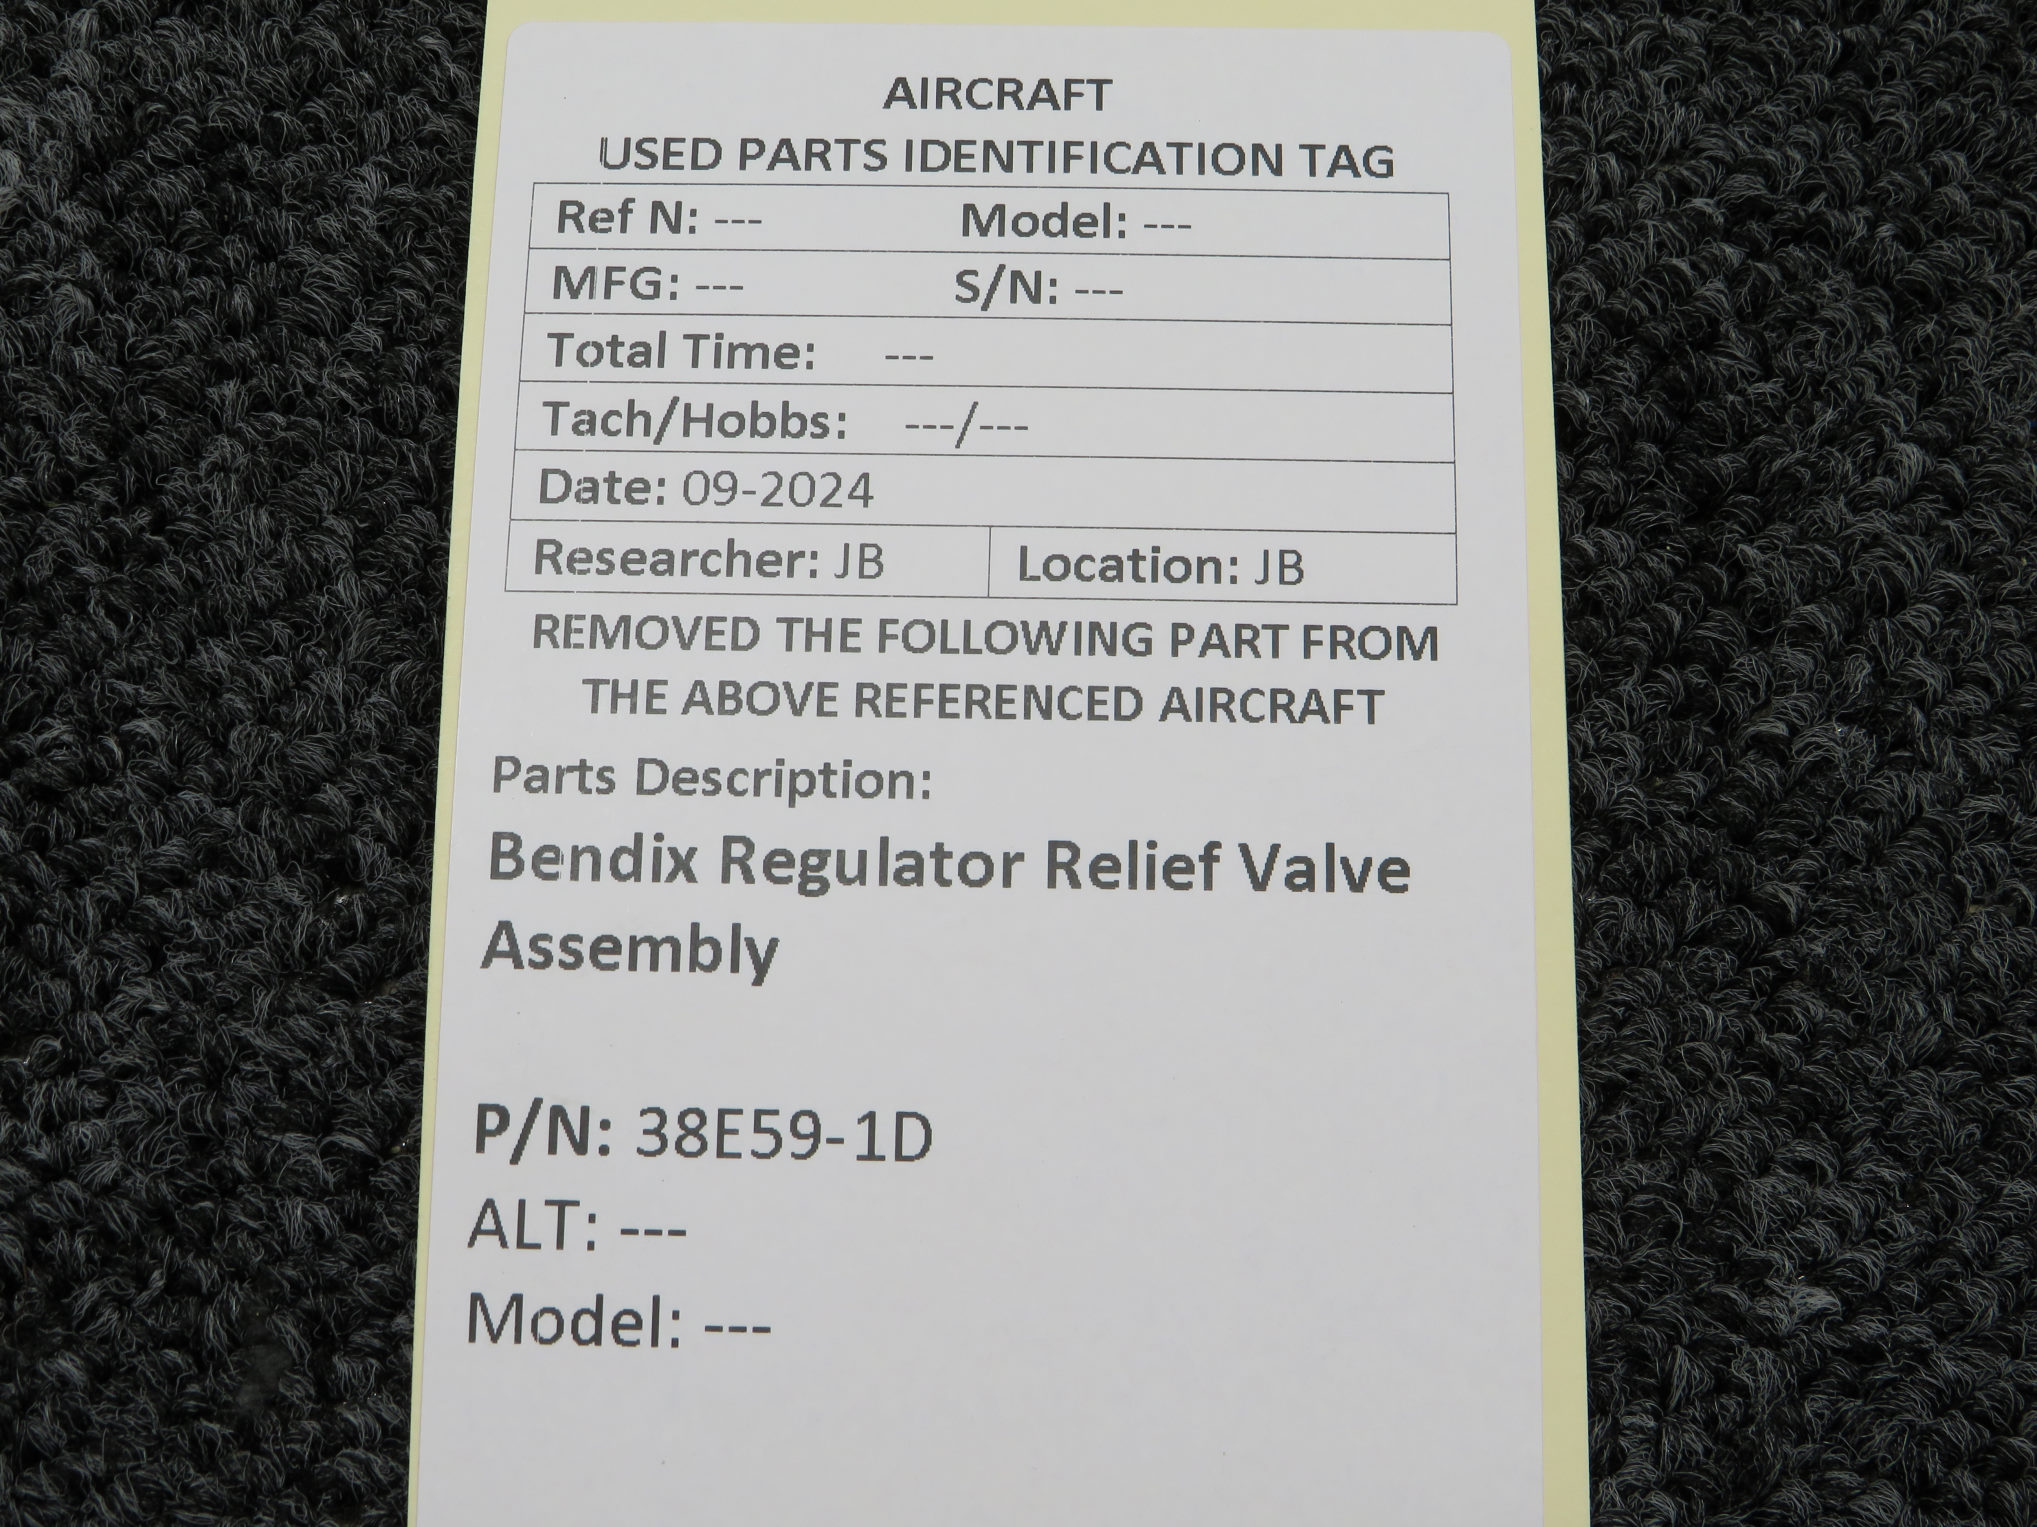 AIRCRAFT
USED PARTS IDENTIFICATION TAG
Ref N: --- Model: ---
MFG: --- S/N: ---
Total Time: ---
Tach/Hobbs: ---/---
Date: 09-2024
Researcher: JB Location: JB
REMOVED THE FOLLOWING PART FROM
THE ABOVE REFERENCED AIRCRAFT
Parts Description:
Bendix Regulator Relief Valve
Assembly
P/N: 38E59-1D
ALT: ---
Model: ---